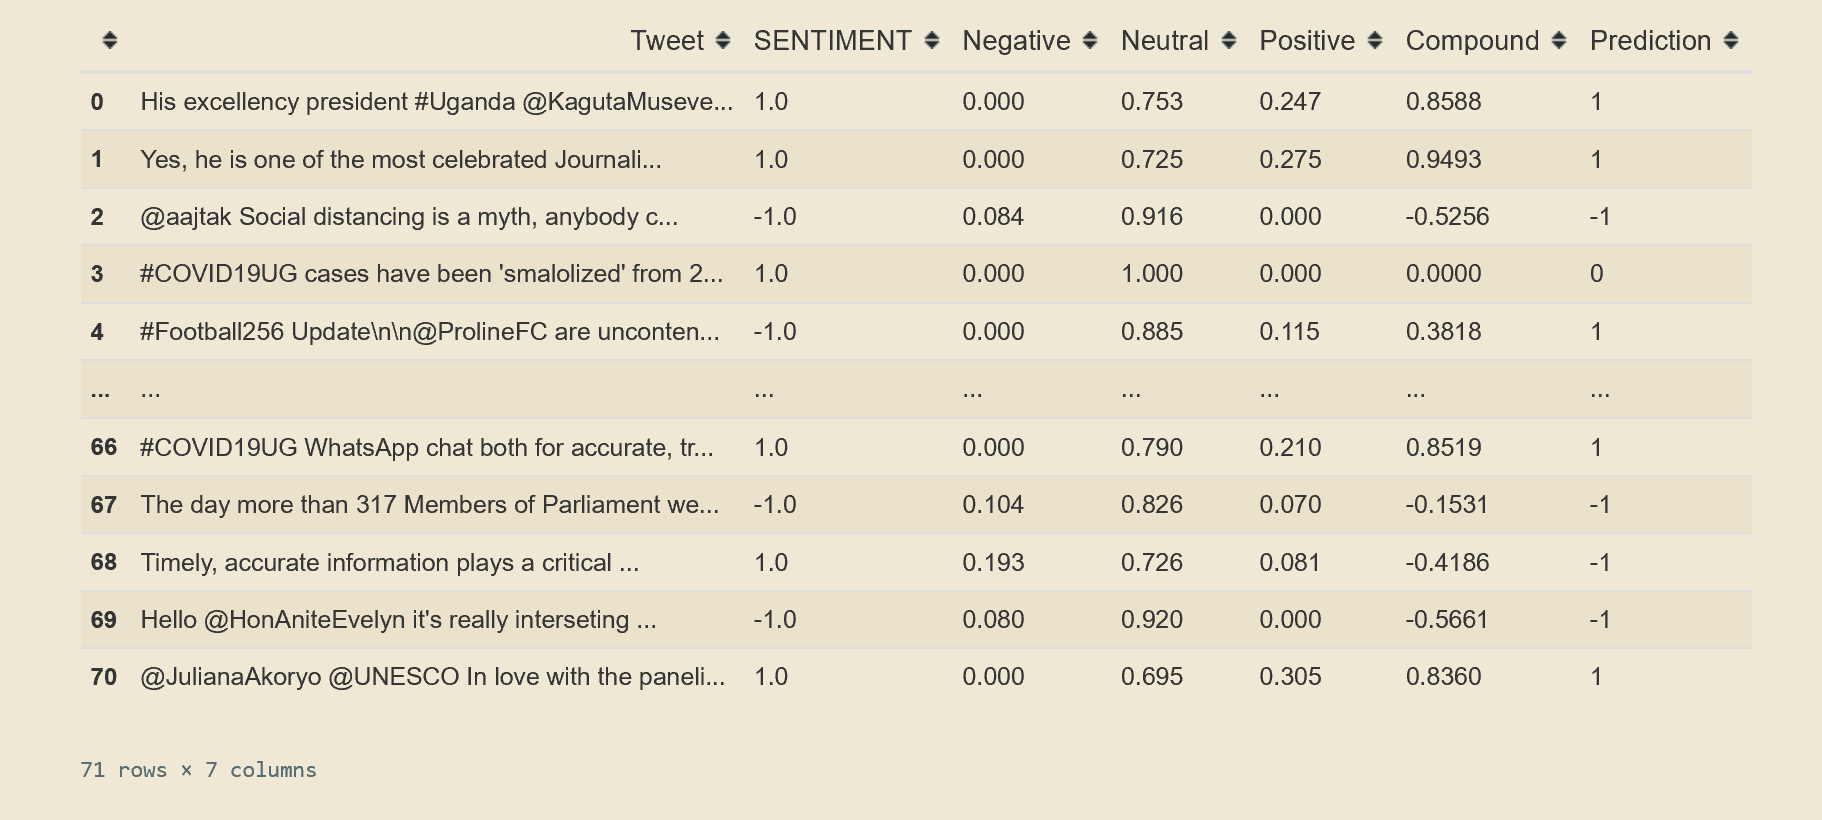 Tweet SENTIMENT Negative Neutral Positive Compound Prediction
0 His excellency president #Uganda @KagutaMuseve... 1.0 0.000 0.753 0.247 0.8588 1
1 Yes, he is one of the most celebrated Journali... 1.0 0.000 0.725 0.275 0.9493 1
2 @aajtak Social distancing is a myth, anybody c... -1.0 0.084 0.916 0.000 -0.5256 -1
3 #COVID19UG cases have been 'smalolized' from 2... 1.0 0.000 1.000 0.000 0.0000 0
4 #Football256 Update\n\n@ProlineFC are unconten... -1.0 0.000 0.885 0.115 0.3818 1
... ... ... ... ... ... ... ...
66 #COVID19UG WhatsApp chat both for accurate, tr... 1.0 0.000 0.790 0.210 0.8519 1
67 The day more than 317 Members of Parliament we... -1.0 0.104 0.826 0.070 -0.1531 -1
68 Timely, accurate information plays a critical ... 1.0 0.193 0.726 0.081 -0.4186 -1
69 Hello @HonAniteEvelyn it's really interseting ... -1.0 0.080 0.920 0.000 -0.5661 -1
70 @JulianaAkoryo @UNESCO In love with the paneli... 1.0 0.000 0.695 0.305 0.8360 1
71 rows × 7 columns